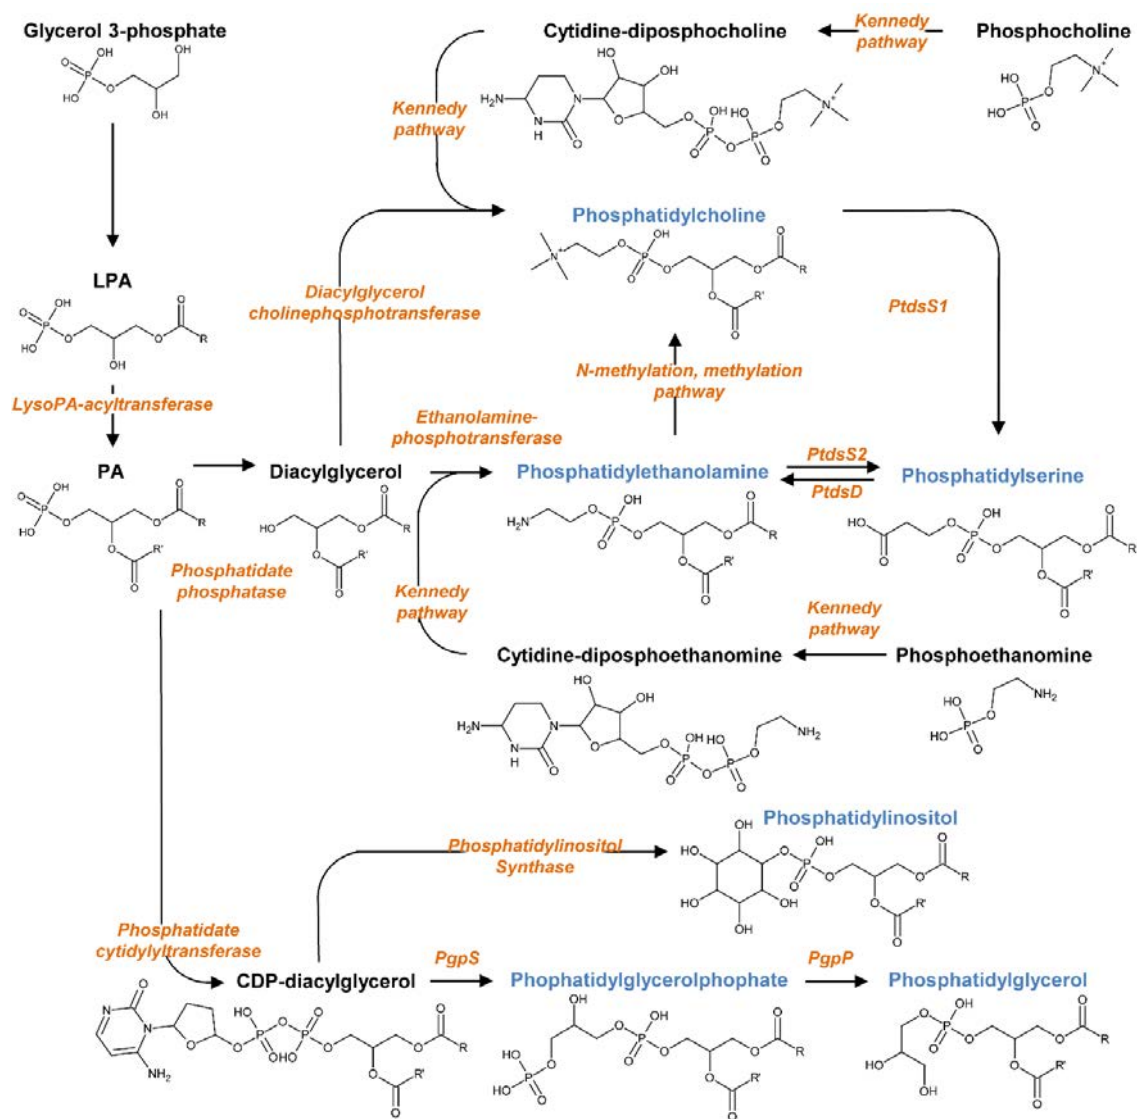 Glycerol 3-phosphate
Cytidine-diposphocholine
Kennedy
pathway
Phosphocholine
Kennedy
pathway
Phosphatidylcholine
LPA
Diacylglycerol
cholinephosphotransferase
PtdsS1
N-methylation, methylation
pathway
LysoPA-acyltransferase
Ethanolamine-
phosphotransferase
PA
Diacylglycerol
Phosphatidylethanolamine
PtdsS2
PtdsD
Phosphatidylserine
Phosphatidate
phosphatase
Kennedy
pathway
Kennedy
pathway
Cytidine-diposphoethanomine
Phosphoethanomine
Phosphatidylinositol
Phosphatidylinositol
Synthase
Phosphatidate
cytidylyltransferase
CDP-diacylglycerol
PgpS
Phophatidylglycerolphophate
PgpP
Phosphatidylglycerol